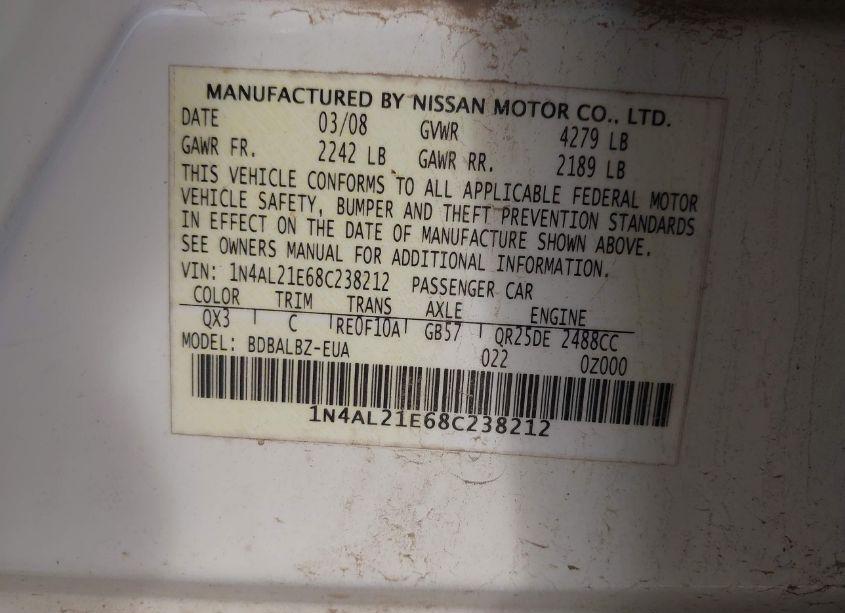 MANUFACTURED BY NISSAN MOTOR CO., LTD.
DATE 03/08 GVWR 4279 LB
GAWR FR. 2242 LB GAWR RR. 2189 LB
THIS VEHICLE CONFORMS TO ALL APPLICABLE FEDERAL MOTOR
VEHICLE SAFETY, BUMPER AND THEFT PREVENTION STANDARDS
IN EFFECT ON THE DATE OF MANUFACTURE SHOWN ABOVE.
SEE OWNERS MANUAL FOR ADDITIONAL INFORMATION.
VIN: 1N4AL21E68C238212 PASSENGER CAR
COLOR TRIM TRANS AXLE ENGINE
QX3 C RE0F10A GB57 QR25DE 2488CC
MODEL: BDBALBZ-EUA 022 0Z000
1N4AL21E68C238212